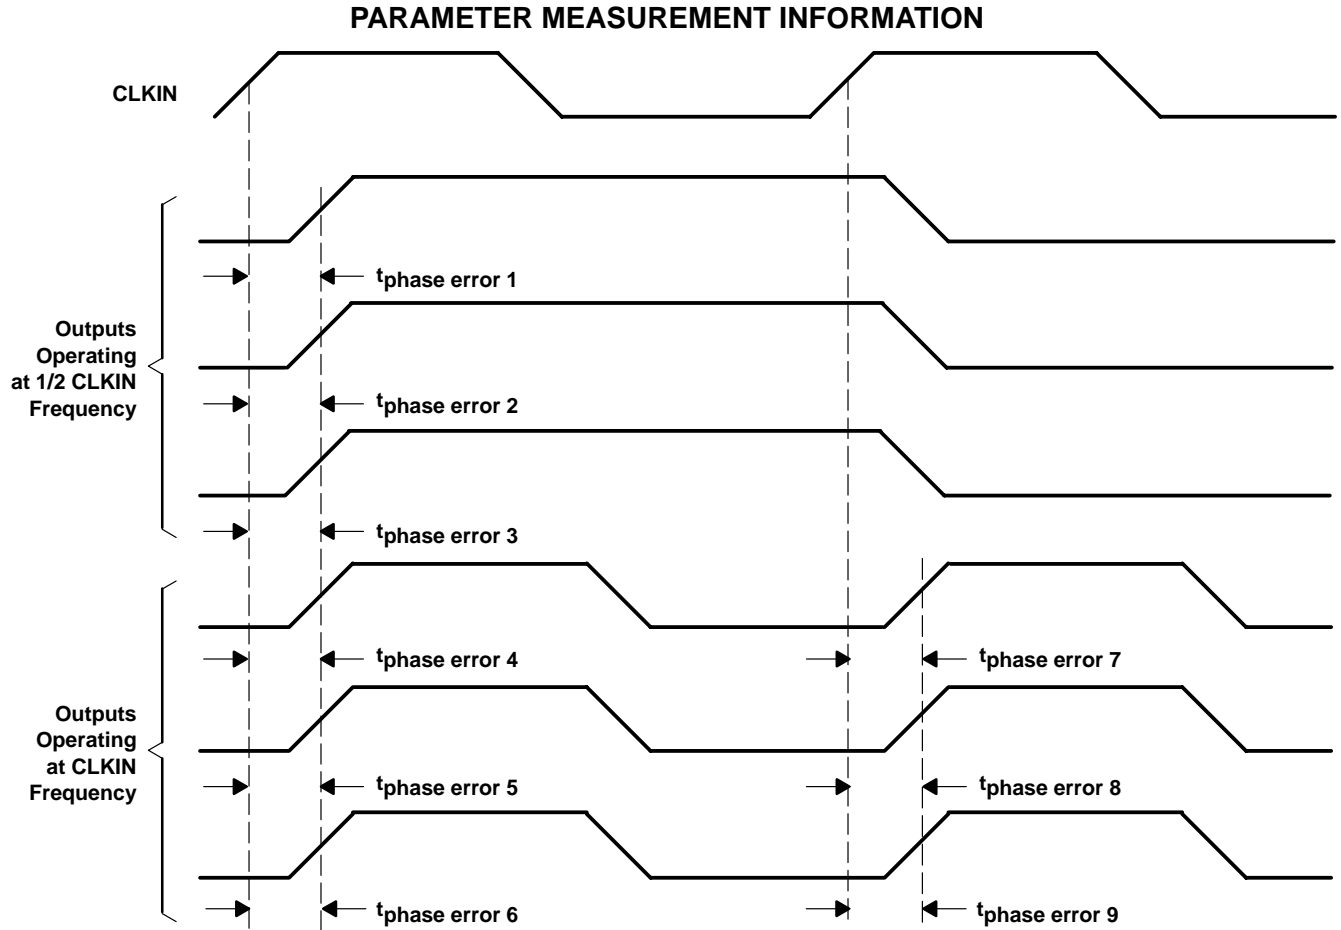 PARAMETER MEASUREMENT INFORMATION
CLKIN
tphase error 1
Outputs
Operating
at 1/2 CLKIN
Frequency
tphase error 2
tphase error 3
tphase error 4
tphase error 7
Outputs
Operating
at CLKIN
Frequency
tphase error 5
tphase error 8
tphase error 6
tphase error 9